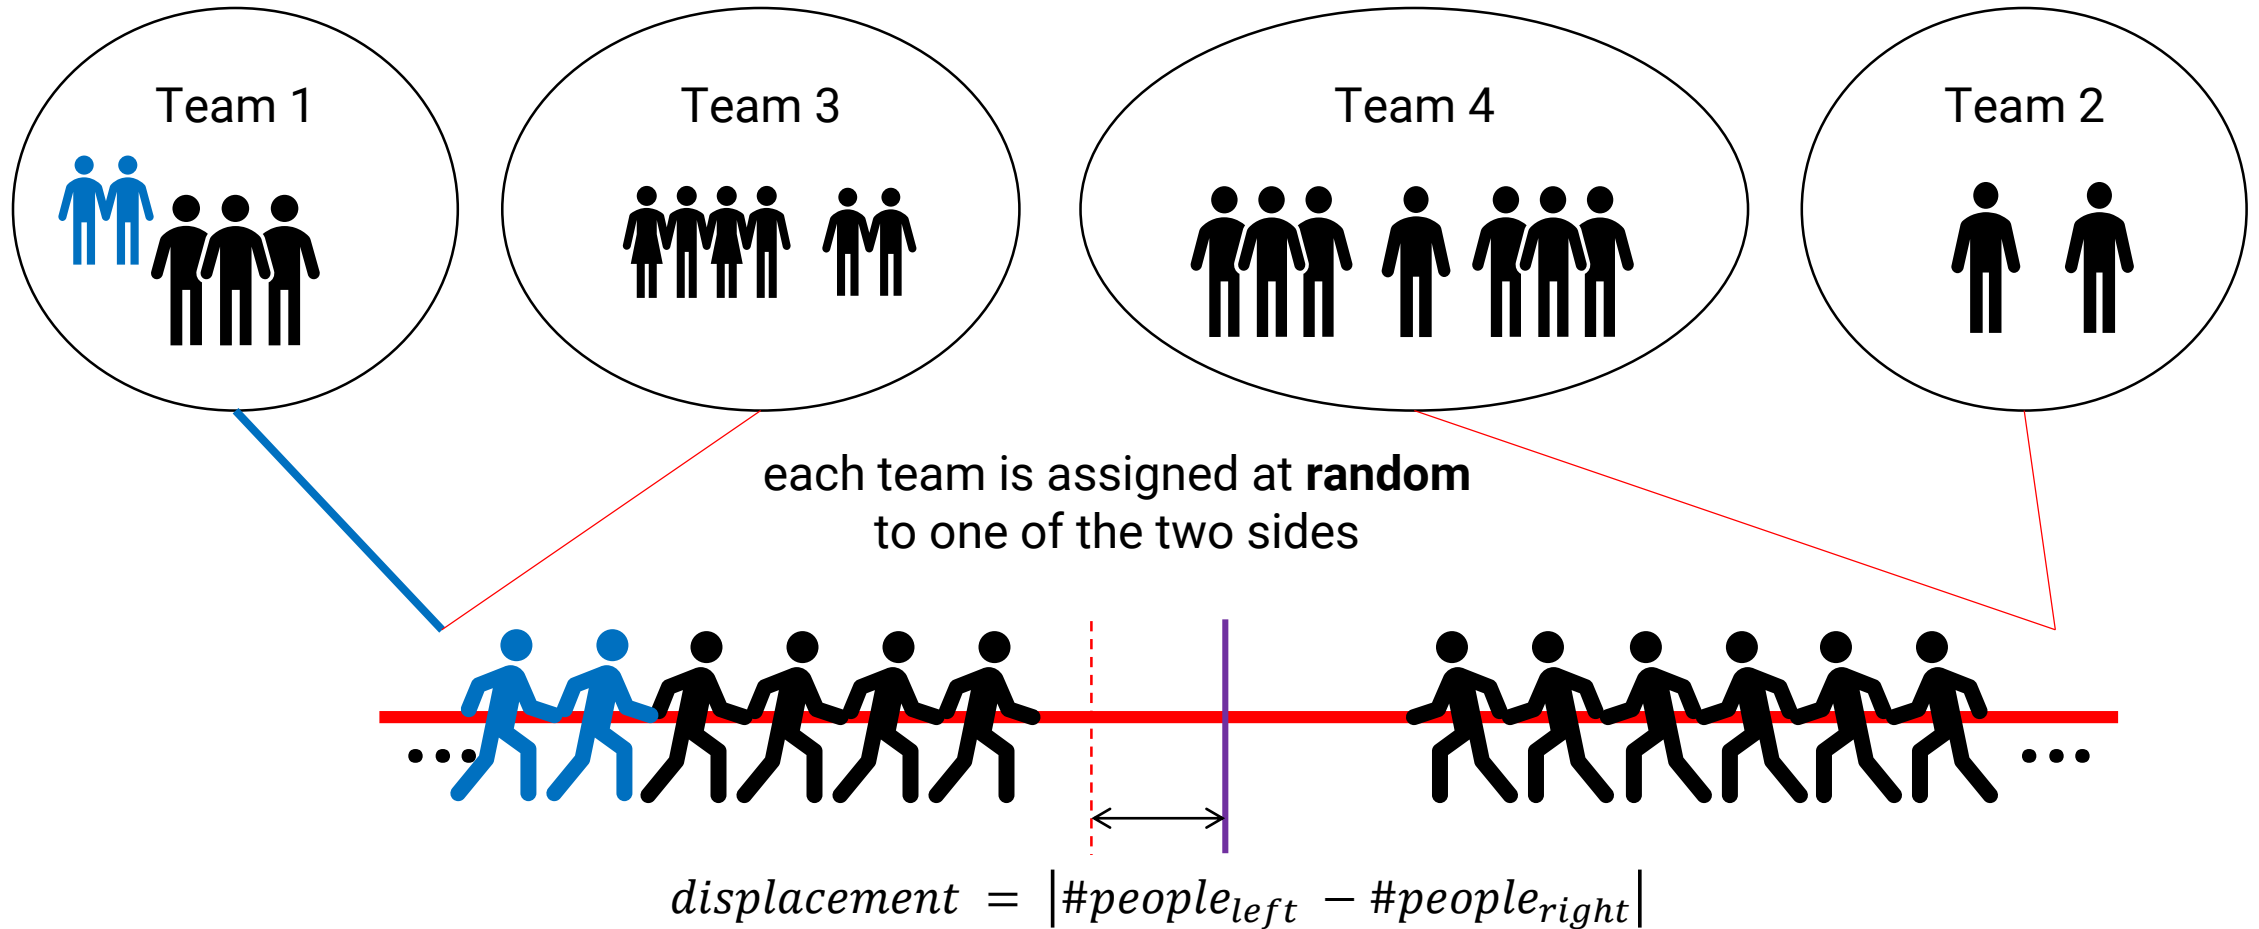 Team 1
Team 3
Team 4
Team 2
each team is assigned at random
to one of the two sides
...
...
displacement = |#people_left − #people_right|